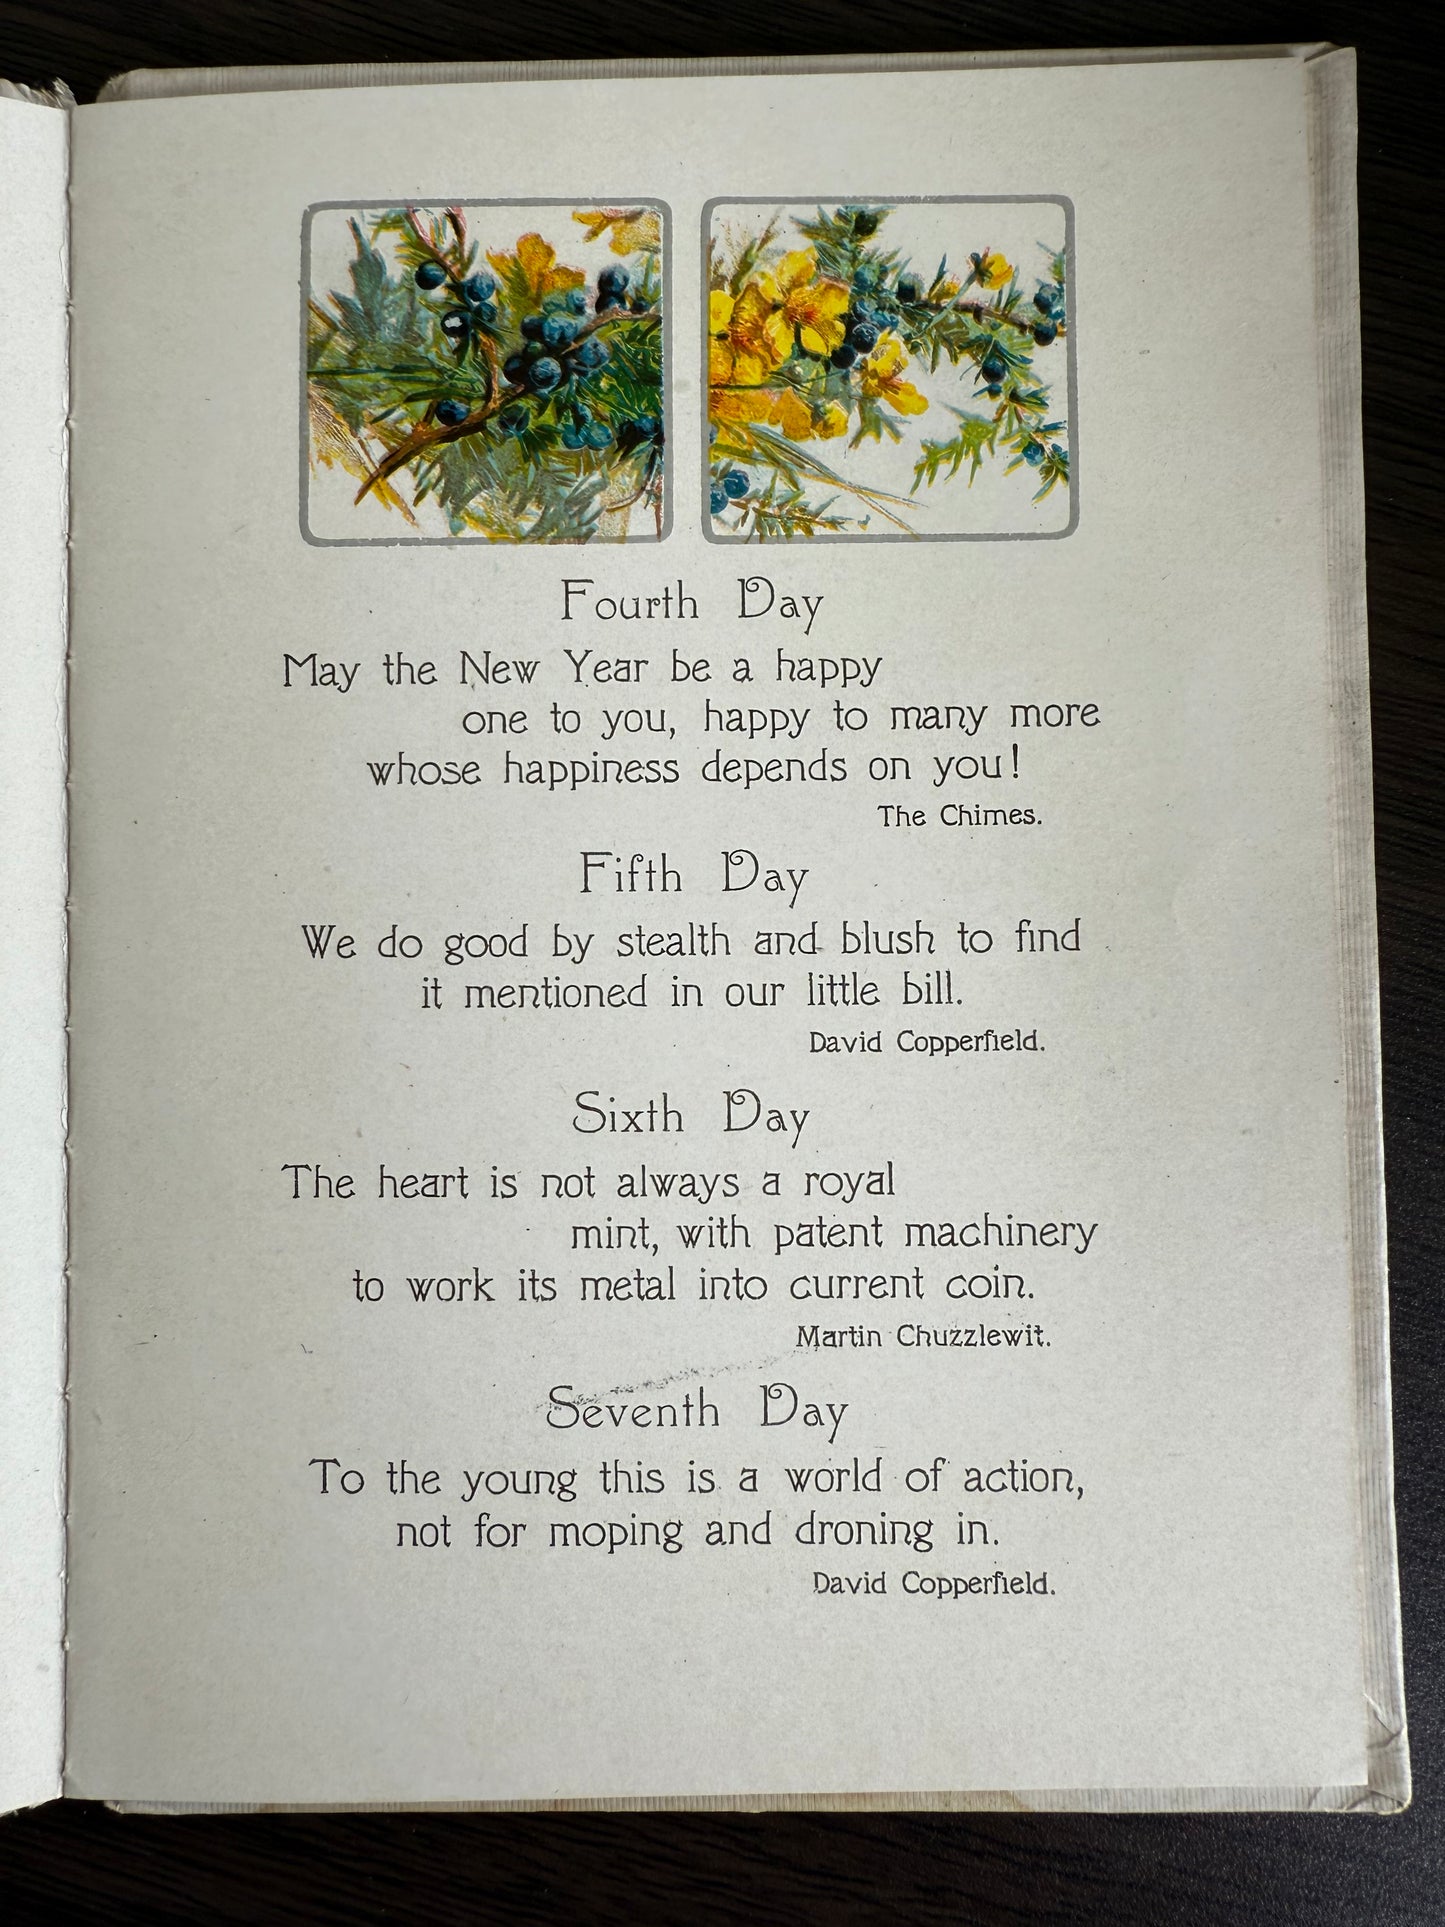 Fourth Day
May the New Year be a happy
one to you, happy to many more
whose happiness depends on you!
The Chimes.
Fifth Day
We do good by stealth and blush to find
it mentioned in our little bill.
David Copperfield.
Sixth Day
The heart is not always a royal
mint, with patent machinery
to work its metal into current coin.
Martin Chuzzlewit.
Seventh Day
To the young this is a world of action,
not for moping and droning in.
David Copperfield.